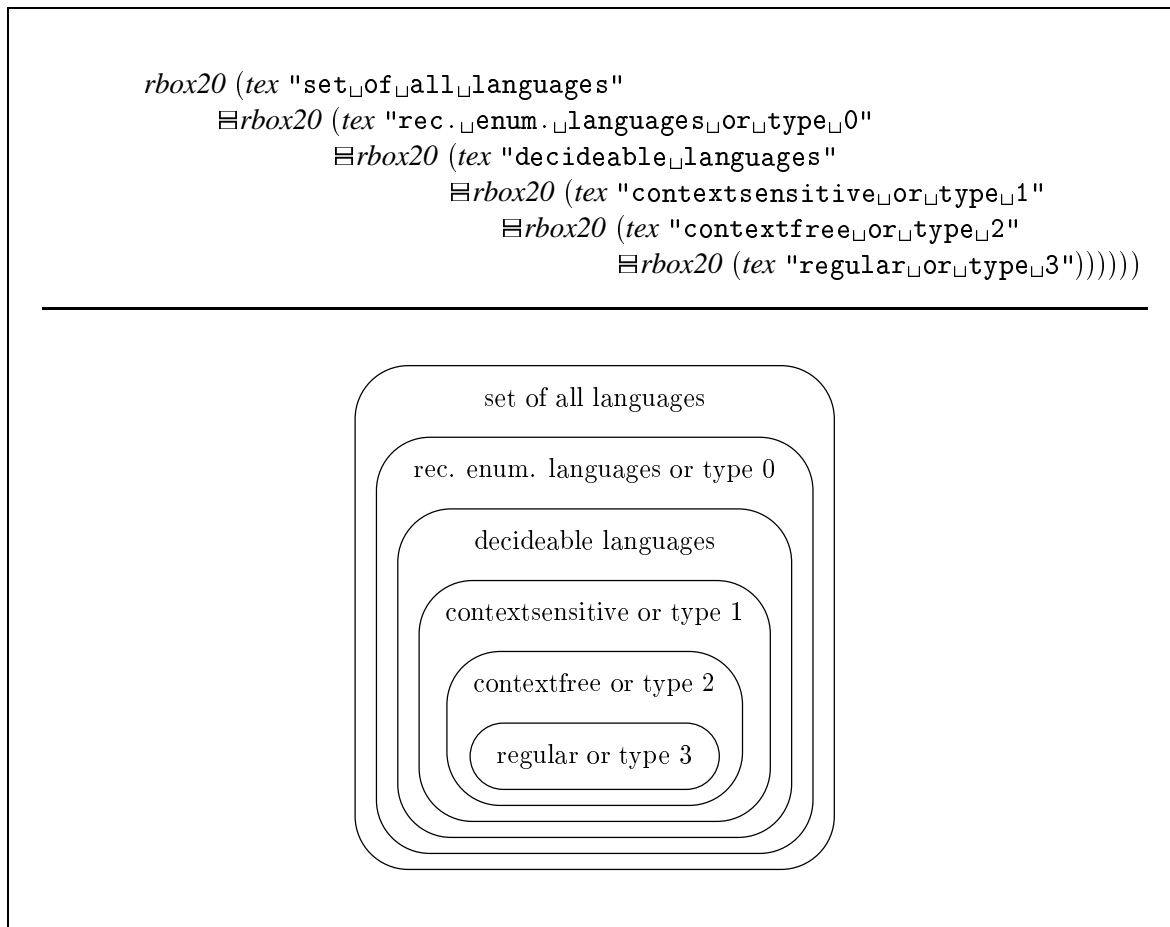 rbox20 (tex "set␣of␣all␣languages"
⊟rbox20 (tex "rec.␣enum.␣languages␣or␣type␣0"
⊟rbox20 (tex "decideable␣languages"
⊟rbox20 (tex "contextsensitive␣or␣type␣1"
⊟rbox20 (tex "contextfree␣or␣type␣2"
⊟rbox20 (tex "regular␣or␣type␣3"))))))
set of all languages
rec. enum. languages or type 0
decideable languages
contextsensitive or type 1
contextfree or type 2
regular or type 3